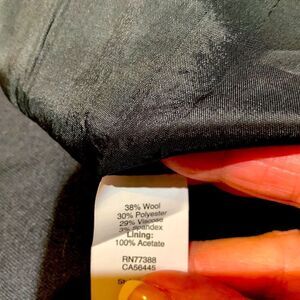 38% Wool
30% Polyester
29% Viscose
3% Spandex
Lining:
100% Acetate
RN77388
CA56445